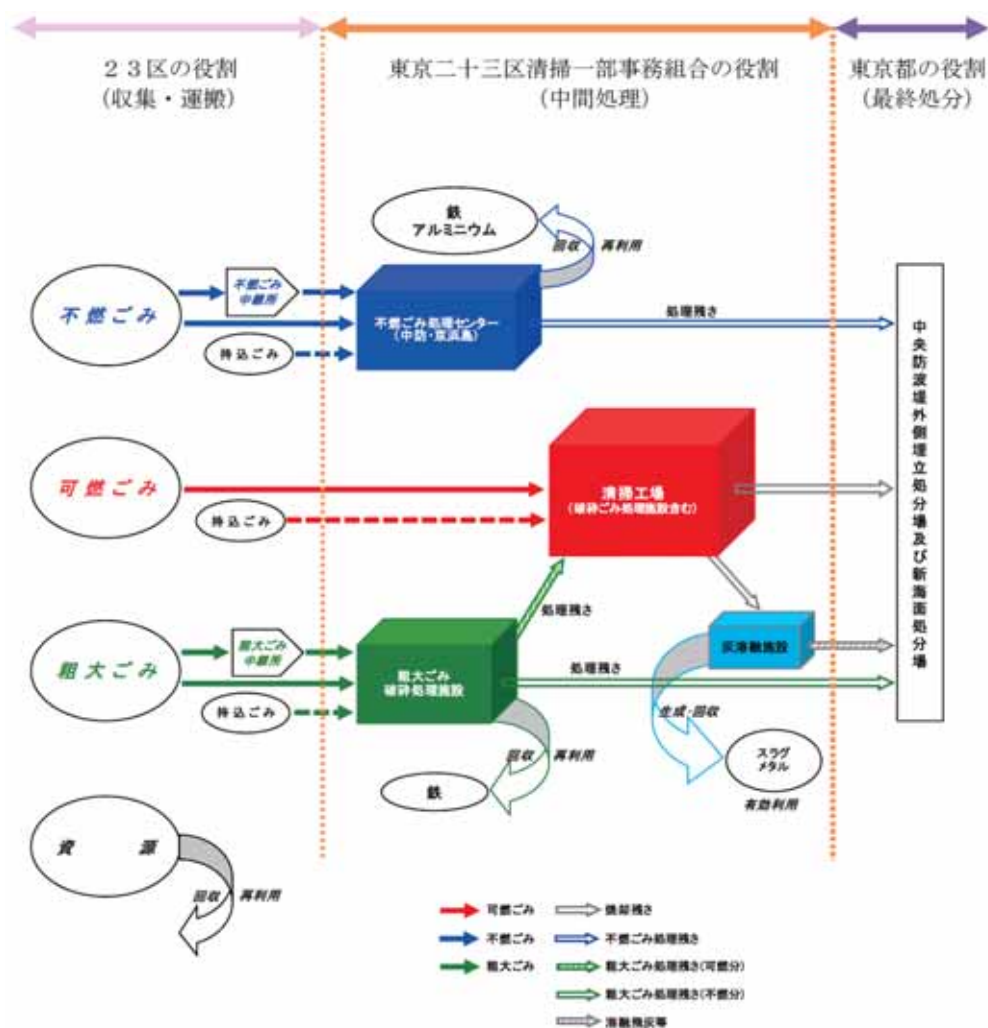 ２３区の役割
（収集・運搬）
東京二十三区清掃一部事務組合の役割
（中間処理）
東京都の役割
（最終処分）
鉄
アルミニウム
回収
再利用
不燃ごみ
不燃ごみ
中継所
持込ごみ
不燃ごみ処理センター
（中防・京浜島）
処理残さ
可燃ごみ
持込ごみ
清掃工場
（破砕ごみ処理施設含む）
処理残さ
粗大ごみ
粗大ごみ
中継所
持込ごみ
粗大ごみ
破砕処理施設
処理残さ
灰溶融施設
生成・回収
スラグ
メタル
有効利用
回収
再利用
鉄
中央防波堤外側埋立処分場及び新海面処分場
資源
回収
再利用
可燃ごみ
不燃ごみ
粗大ごみ
焼却残さ
不燃ごみ処理残さ
粗大ごみ処理残さ(可燃分)
粗大ごみ処理残さ(不燃分)
溶融飛灰等